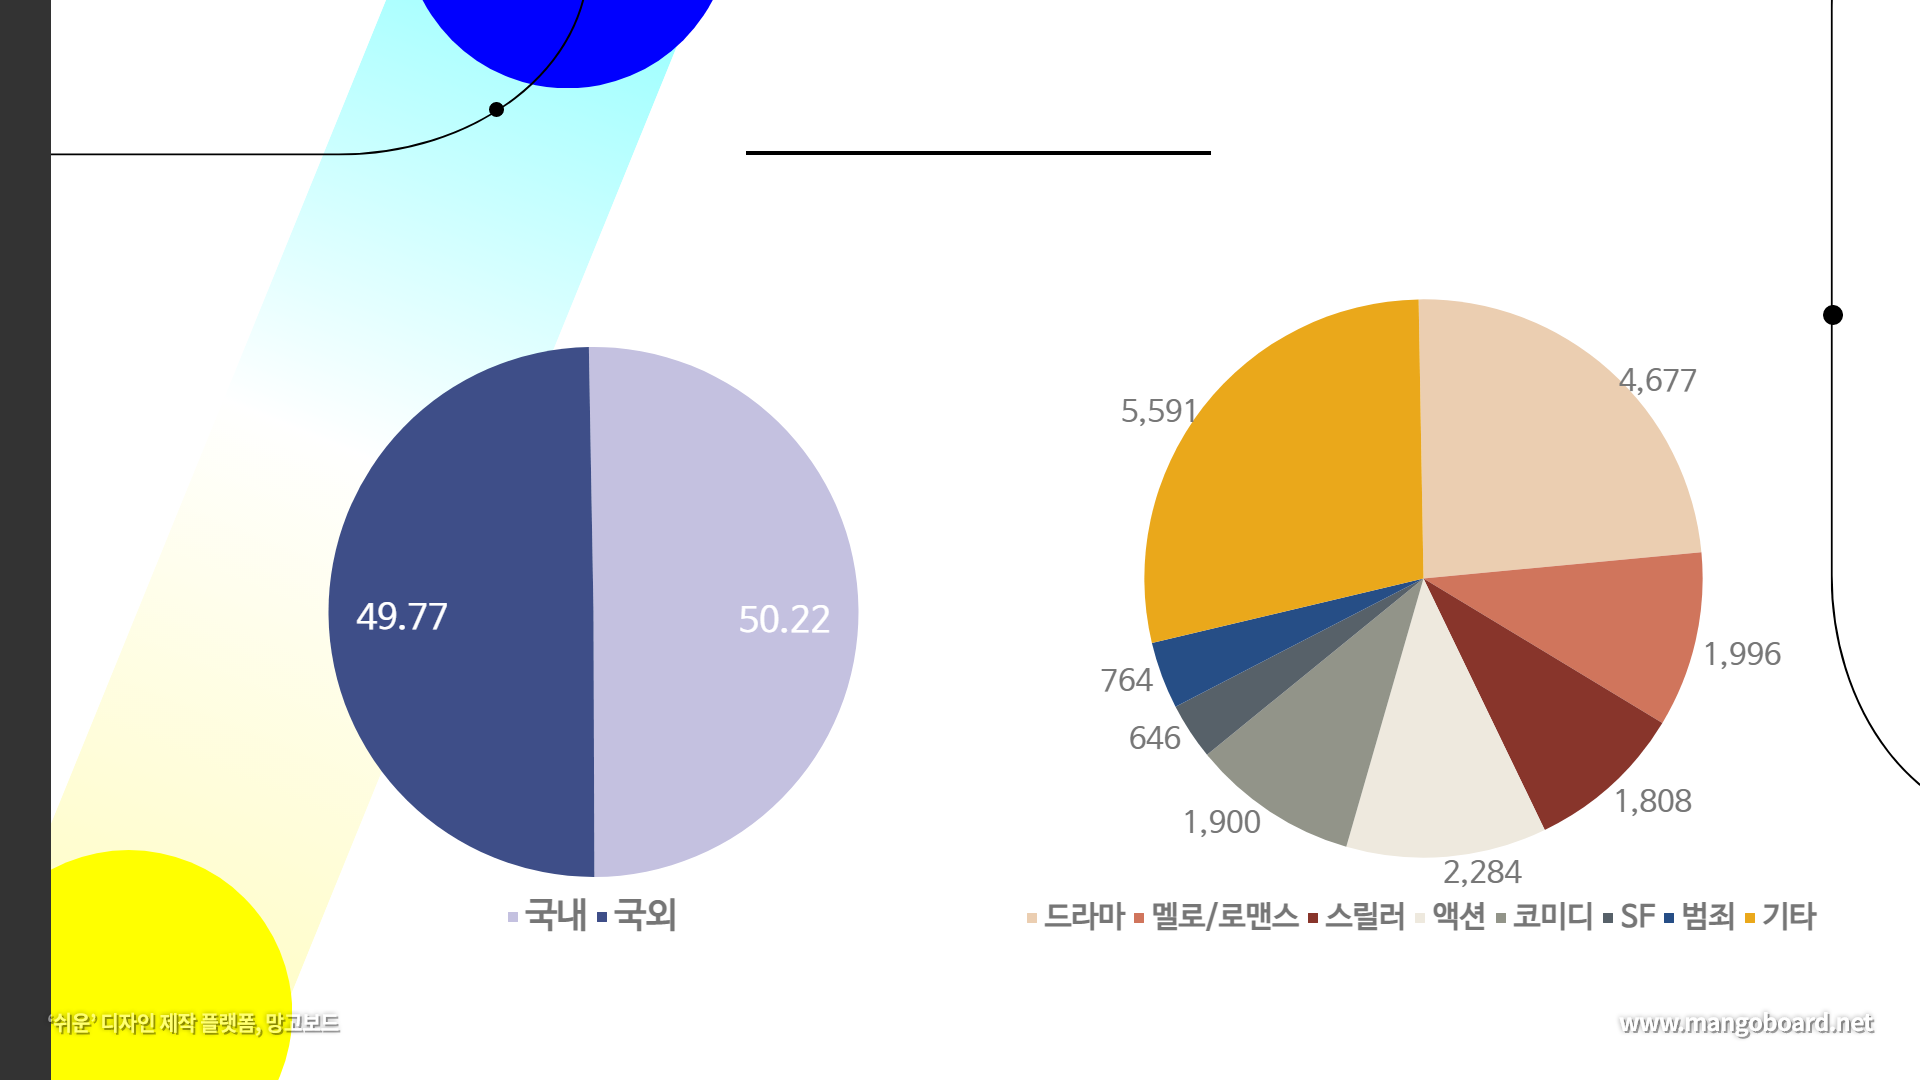 4,677
5,591
49.77
50.22
1,996
764
646
1,808
1,900
2,284
국내 국외
드라마 멜로/로맨스 스릴러 액션 코미디 SF 범죄 기타
‘쉬운’ 디자인 제작 플랫폼, 망고보드
www.mangoboard.net